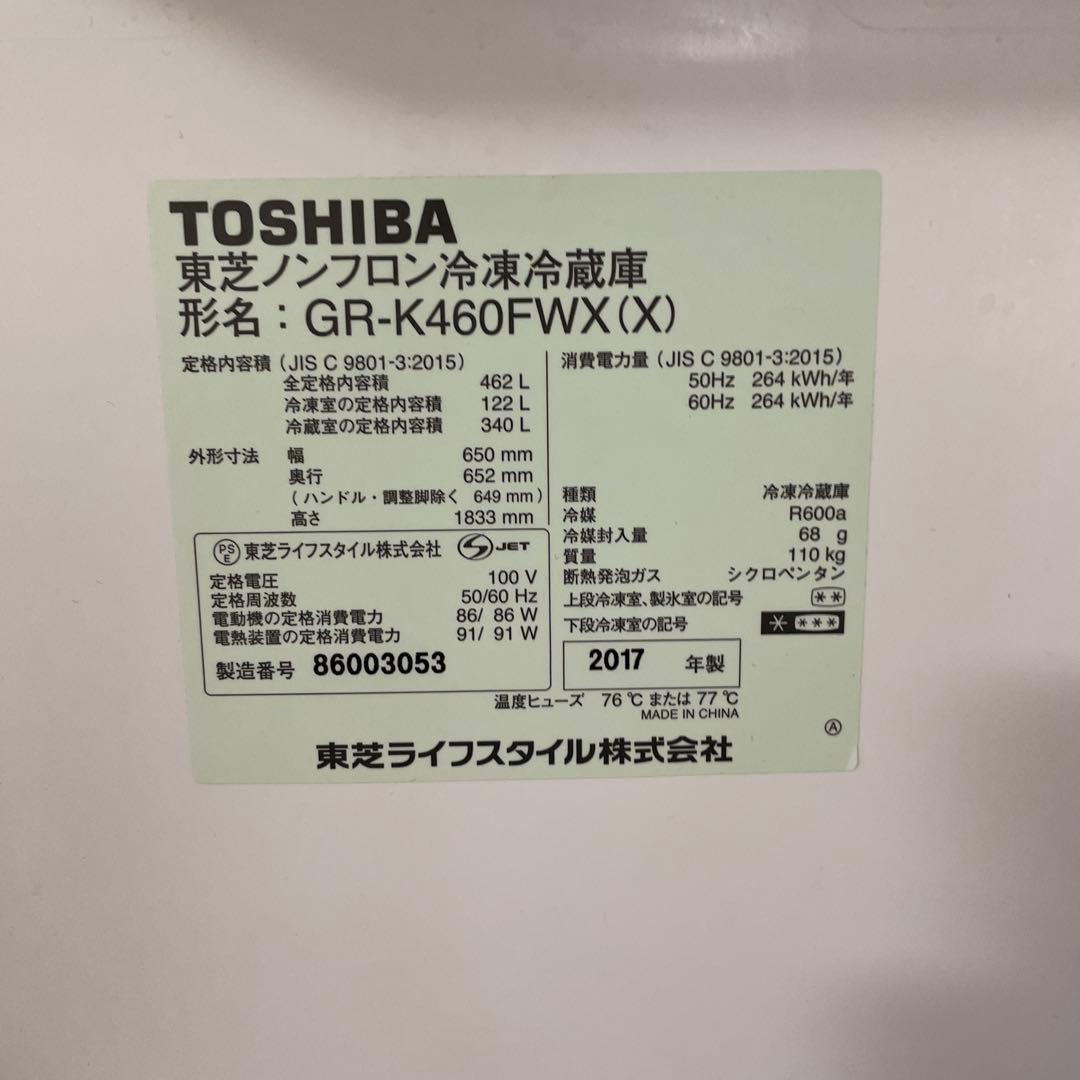 TOSHIBA
東芝ノンフロン冷凍冷蔵庫
形名：GR-K460FWX(X)
定格内容積（JIS C 9801-3:2015）
全定格内容積 462 L
冷凍室の定格内容積 122 L
冷蔵室の定格内容積 340 L
外形寸法 幅 650 mm
奥行 652 mm
（ハンドル・調整脚除く 649 mm）
高さ 1833 mm
消費電力量（JIS C 9801-3:2015）
50Hz 264 kWh/年
60Hz 264 kWh/年
種類 冷凍冷蔵庫
冷媒 R600a
冷媒封入量 68 g
質量 110 kg
断熱発泡ガス シクロペンタン
上段冷凍室、製氷室の記号 **
下段冷凍室の記号 ****
PSE 東芝ライフスタイル株式会社 S JET
定格電圧 100 V
定格周波数 50/60 Hz
電動機の定格消費電力 86/ 86 W
電熱装置の定格消費電力 91/ 91 W
製造番号 86003053
2017 年製
温度ヒューズ 76 ℃ または 77 ℃
MADE IN CHINA
Ⓐ
東芝ライフスタイル株式会社